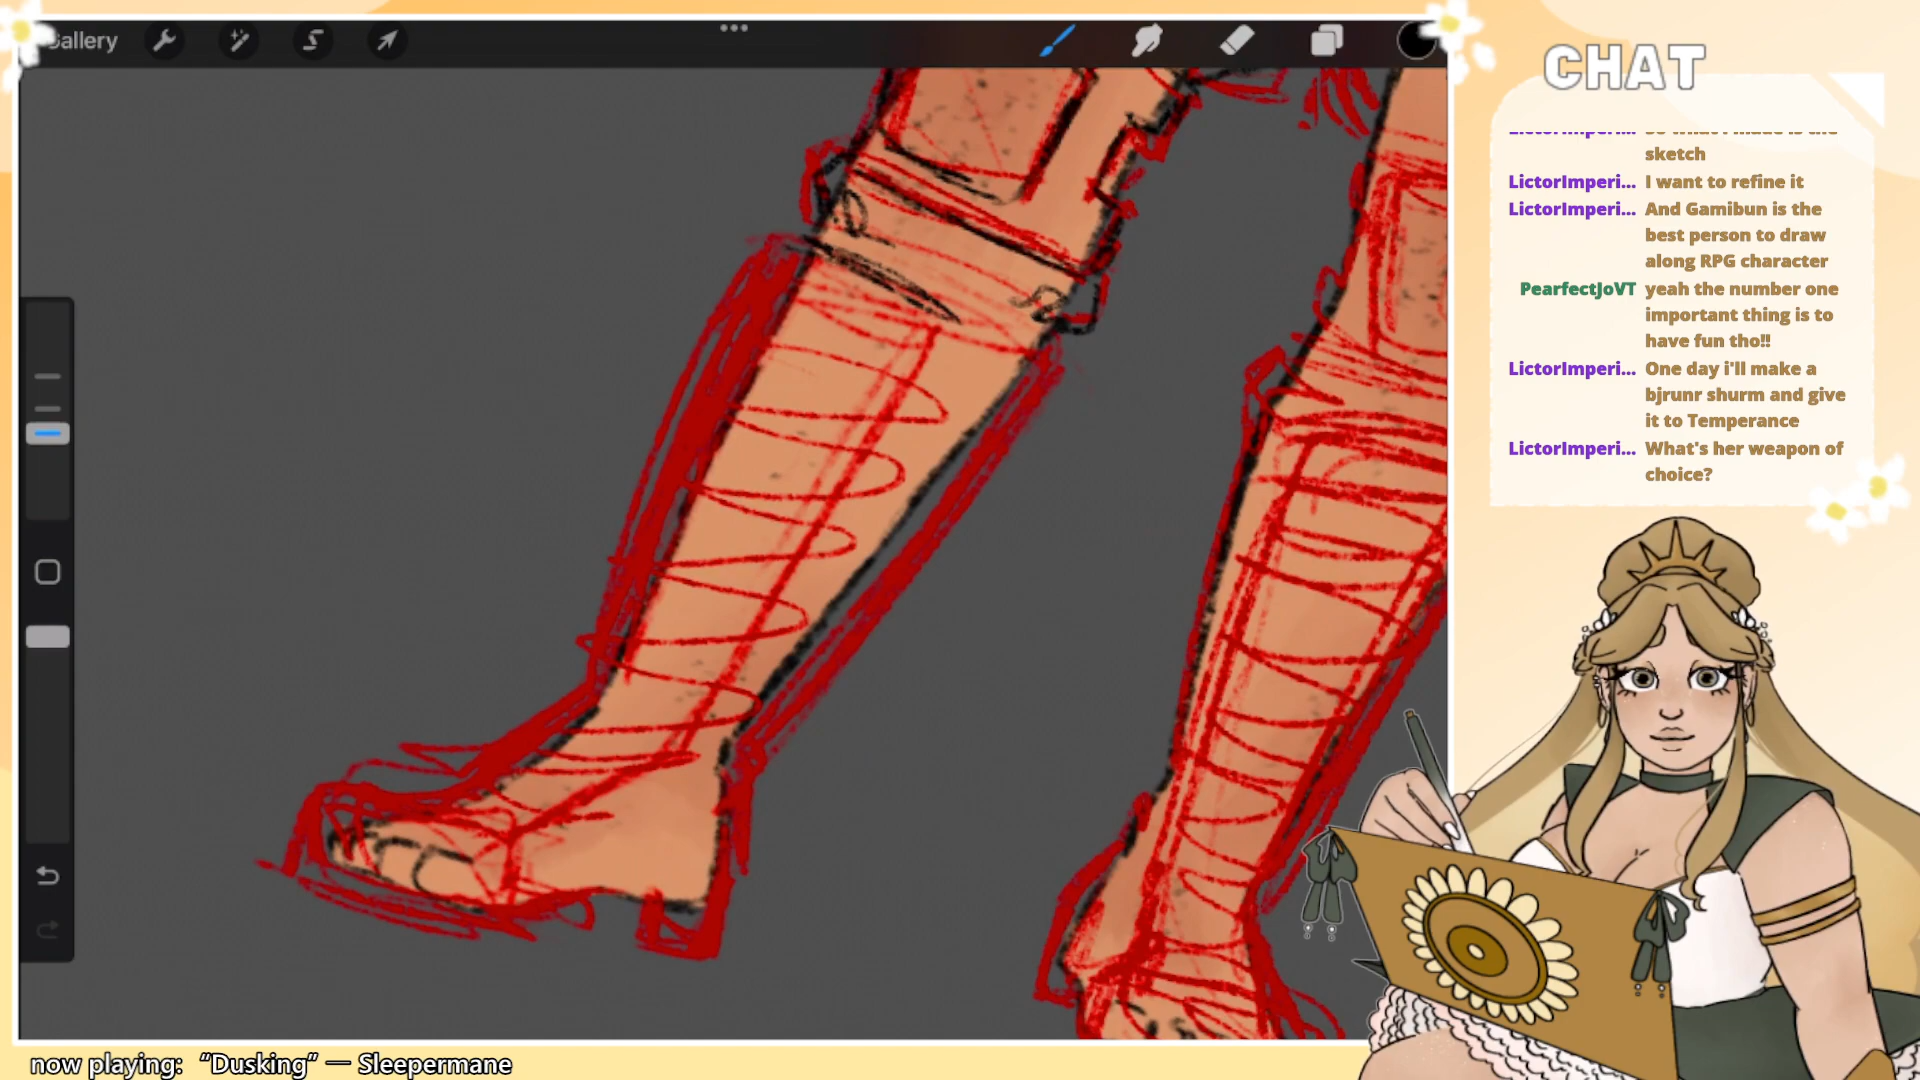 allery
CHAT
sketch
LictorImperi... I want to refine it
LictorImperi... And Gamibun is the
best person to draw
along RPG character
PearfectJoVT yeah the number one
important thing is to
have fun tho!!
LictorImperi... One day i'll make a
bjrunr shurm and give
it to Temperance
LictorImperi... What's her weapon of
choice?
now playing: “Dusking” — Sleepermane